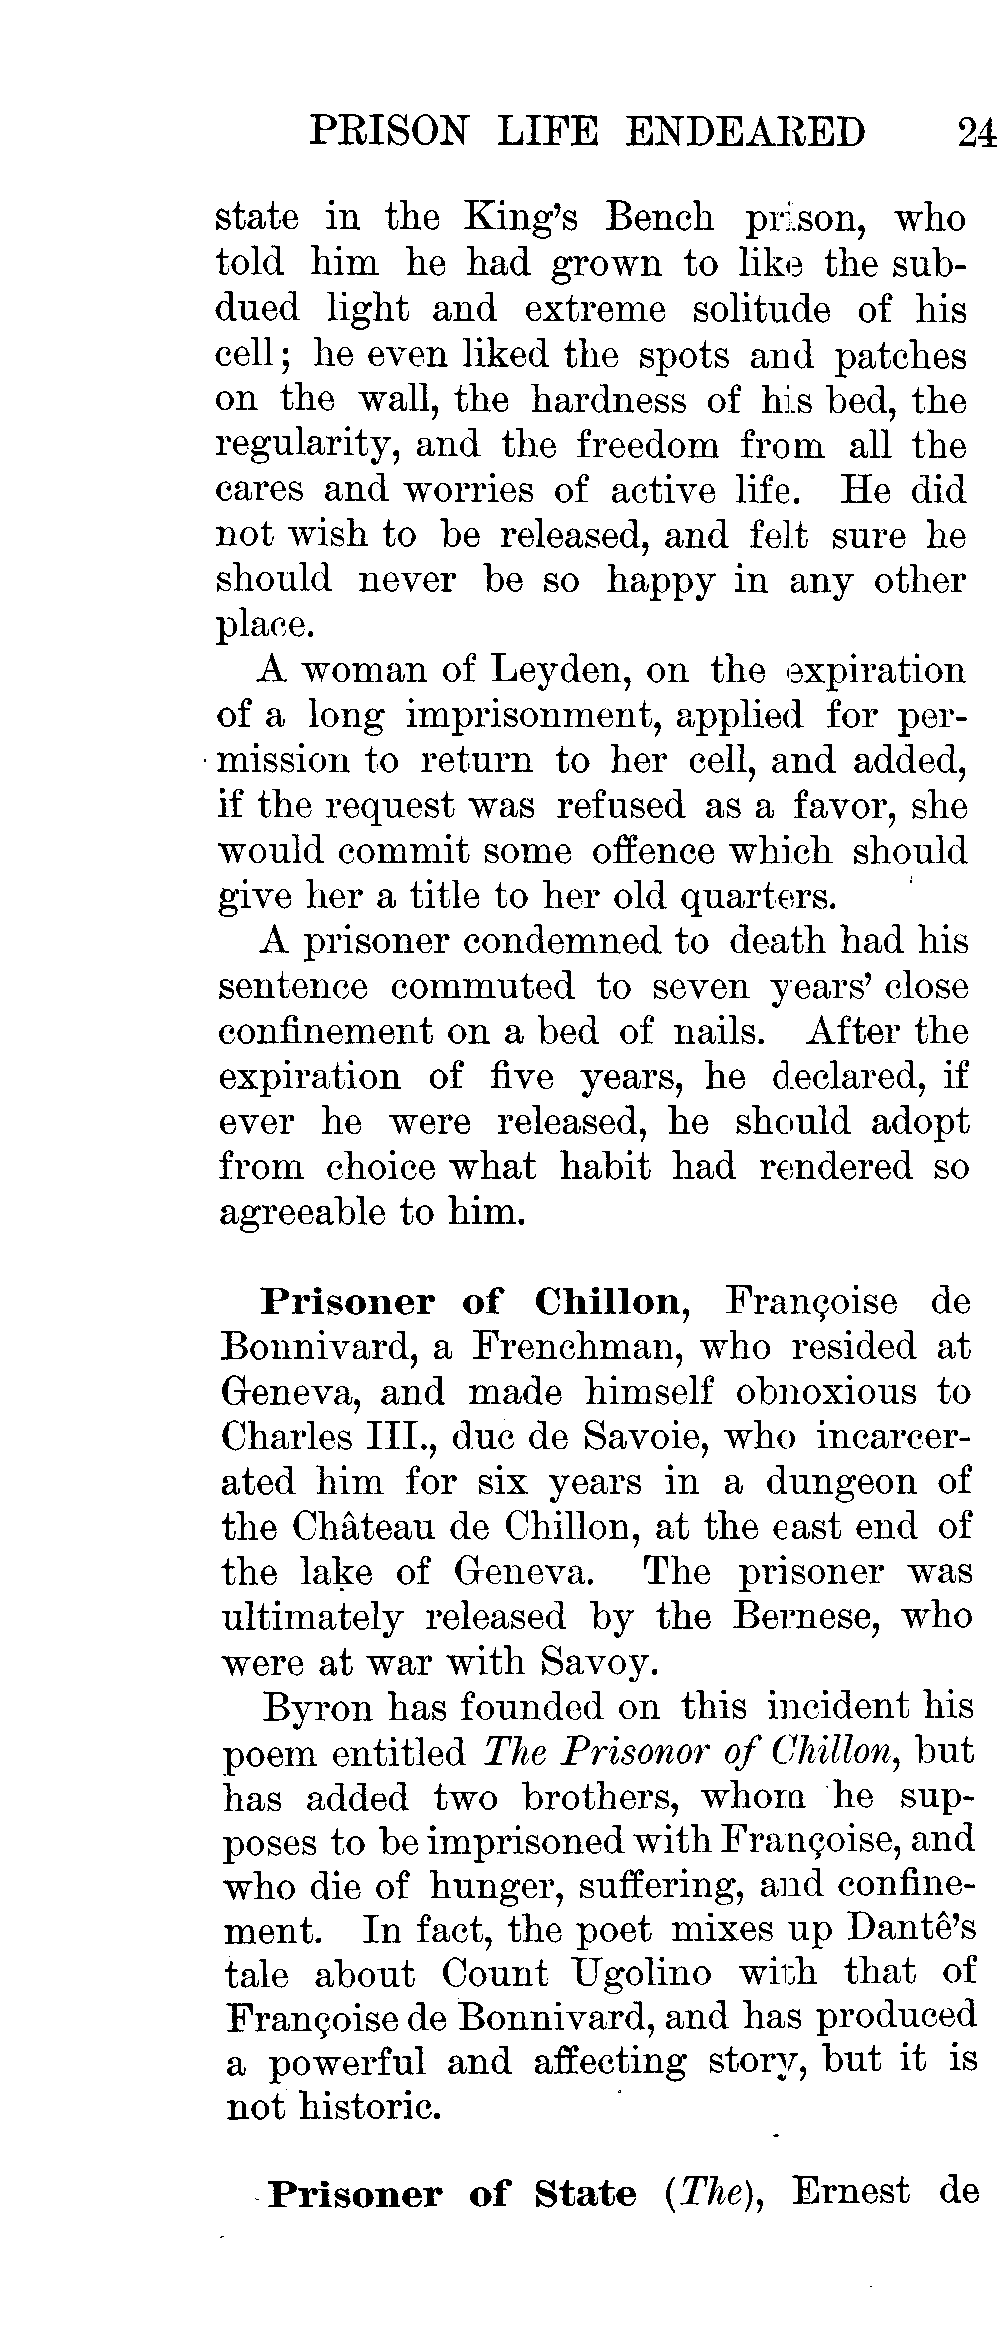 PRISON LIFE ENDEARED 24
state in the King's Bench prison, who
told him he had grown to like the sub-
dued light and extreme solitude of his
cell; he even liked the spots and patches
on the wall, the hardness of his bed, the
regularity, and the freedom from all the
cares and worries of active life. He did
not wish to be released, and felt sure he
should never be so happy in any other
place.
A woman of Leyden, on the expiration
of a long imprisonment, applied for per-
mission to return to her cell, and added,
if the request was refused as a favor, she
would commit some offence which should
give her a title to her old quarters.
A prisoner condemned to death had his
sentence commuted to seven years' close
confinement on a bed of nails. After the
expiration of five years, he declared, if
ever he were released, he should adopt
from choice what habit had rendered so
agreeable to him.
Prisoner of Chillon, Françoise de
Bonnivard, a Frenchman, who resided at
Geneva, and made himself obnoxious to
Charles III., duc de Savoie, who incarcer-
ated him for six years in a dungeon of
the Château de Chillon, at the east end of
the lake of Geneva. The prisoner was
ultimately released by the Bernese, who
were at war with Savoy.
Byron has founded on this incident his
poem entitled The Prisonor of Chillon, but
has added two brothers, whom he sup-
poses to be imprisoned with Françoise, and
who die of hunger, suffering, and confine-
ment. In fact, the poet mixes up Dantê's
tale about Count Ugolino with that of
Françoise de Bonnivard, and has produced
a powerful and affecting story, but it is
not historic.
Prisoner of State (The), Ernest de